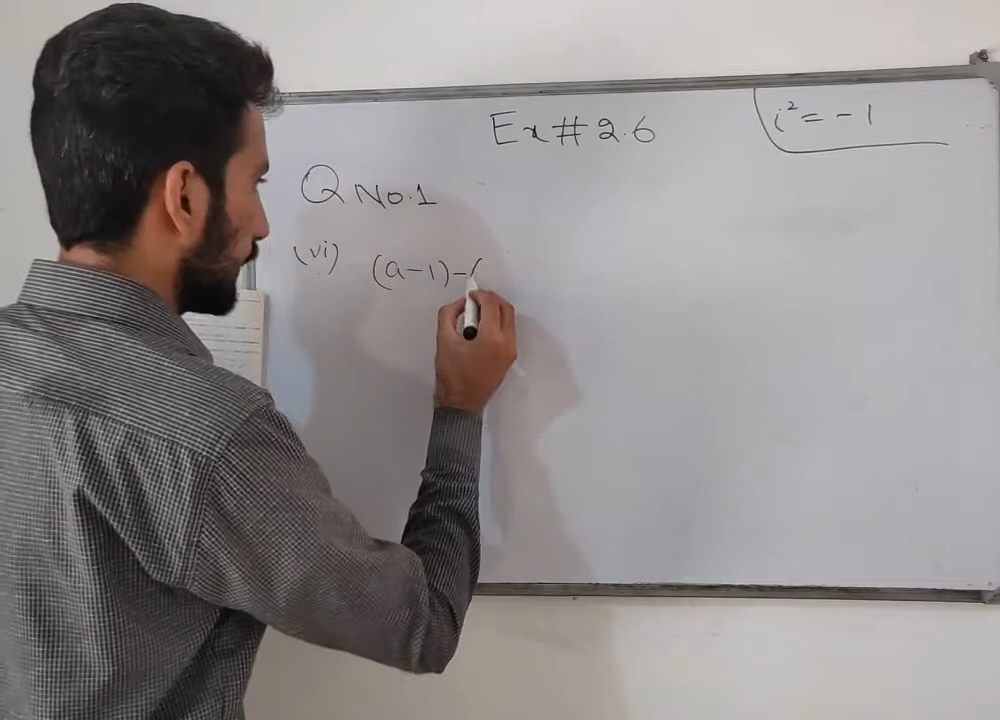 Ex # 2.6
i² = -1
Q No.1
(vi) (a-1)-(